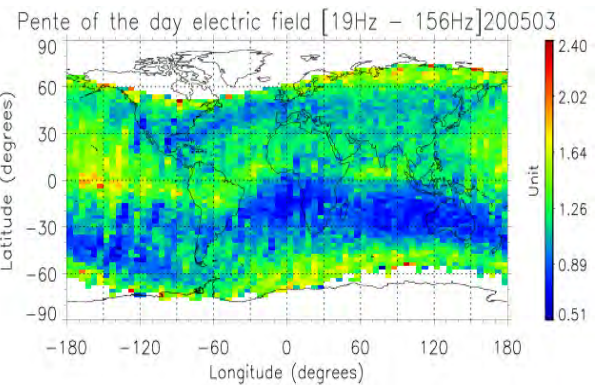 Pente of the day electric field [19Hz – 156Hz]200503
90
60
30
0
−30
−60
−90
Latitude (degrees)
−180 −120 −60 0 60 120 180
Longitude (degrees)
2.40
2.02
1.64
1.26
0.89
0.51
Unit